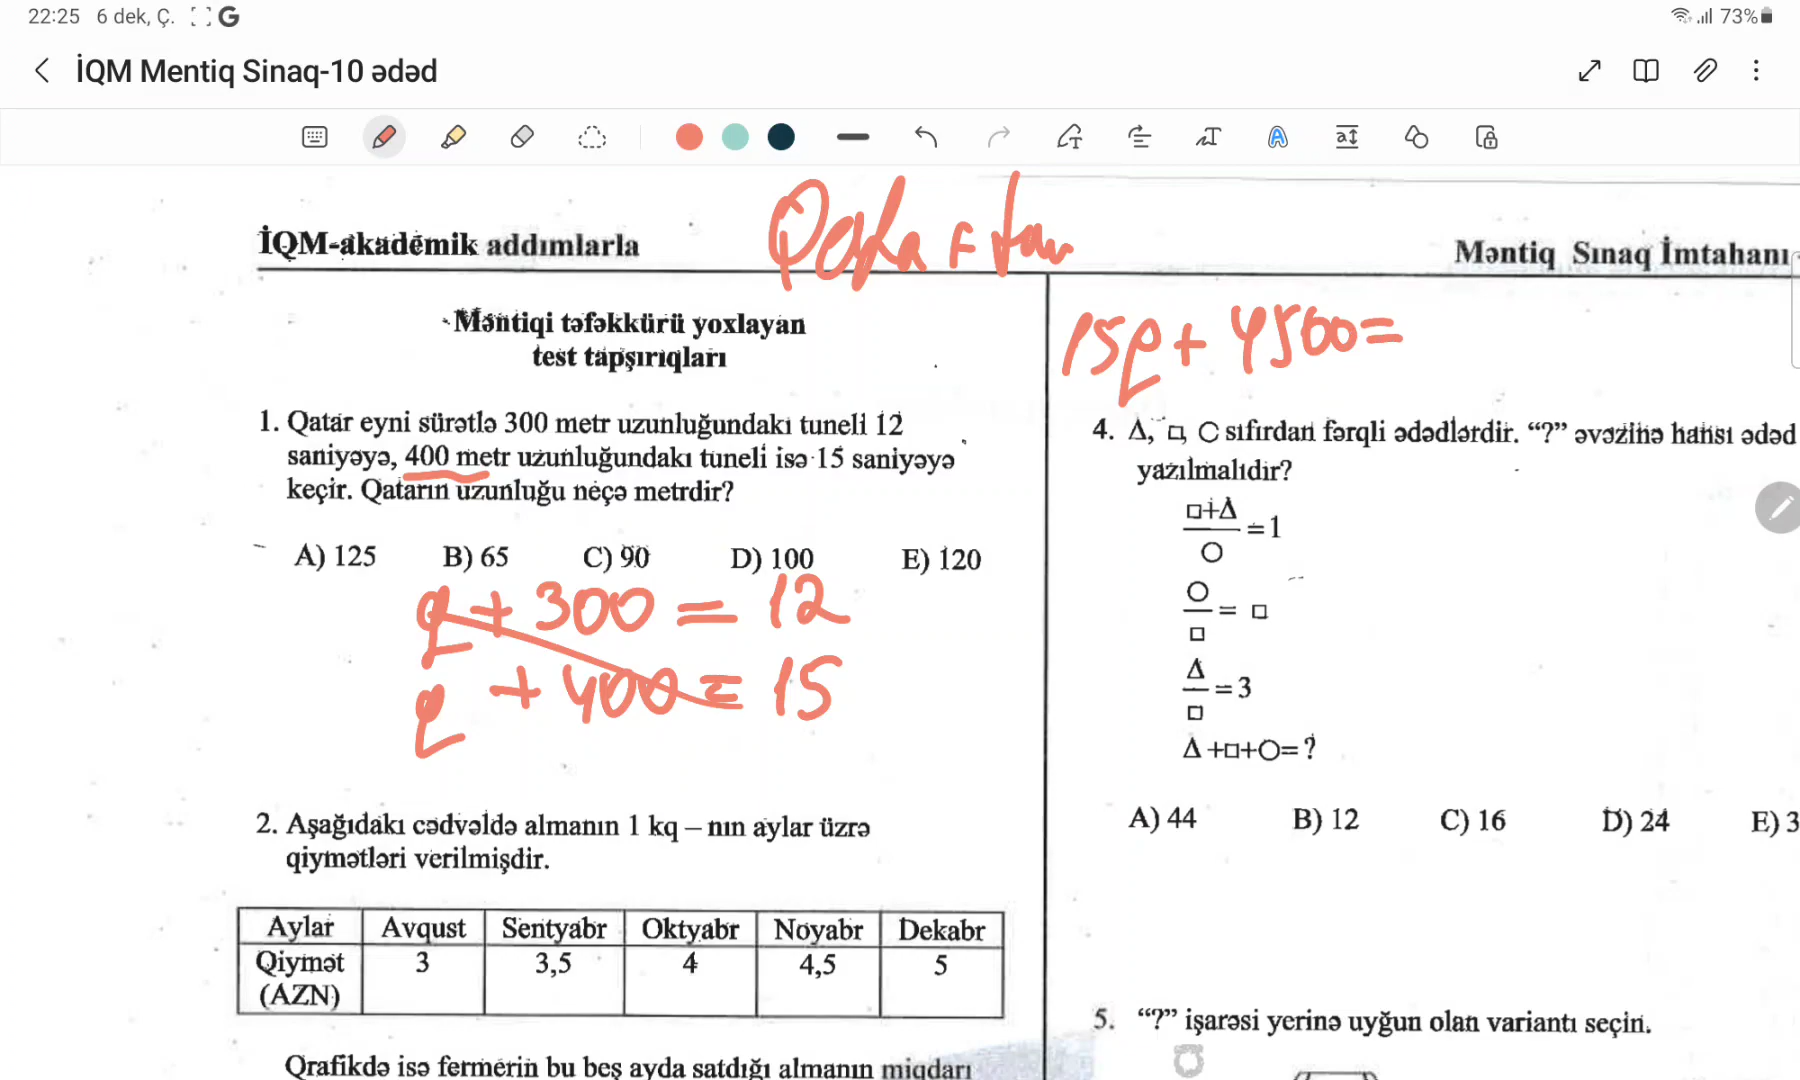 22:25 6 dek, Ç. G 73%
İQM Mentiq Sinaq-10 ədəd
İQM-akadēmik addımlarla
Məntiq Sınaq İmtahanı
Məntiqi təfəkkürü yoxlayan
test tapşırıqları
1. Qatar eyni sürətlə 300 metr uzunluğundakı tuneli 12
saniyəyə, 400 metr uzunluğundakı tuneli isə 15 saniyəyə
keçir. Qatarın uzunluğu neçə metrdir?
A) 125 B) 65 C) 90 D) 100 E) 120
q + 300 = 12
q + 400 = 15
2. Aşağıdakı cədvəldə almanın 1 kq – nın aylar üzrə
qiymətləri verilmişdir.
Aylar Avqust Sentyabr Oktyabr Noyabr Dekabr
Qiymət 3 3,5 4 4,5 5
(AZN)
Qrafikdə isə fermerin bu beş ayda satdığı almanın miqdarı
15q + 4500 =
4. Δ, □, ○ sıfırdan fərqli ədədlərdir. “?” əvəzinə hansı ədəd
yazılmalıdır?
□+Δ
○ =1
○
□ = □
Δ
□ =3
Δ+□+○=?
A) 44 B) 12 C) 16 D) 24 E) 3
5. “?” işarəsi yerinə uyğun olan variantı seçin.